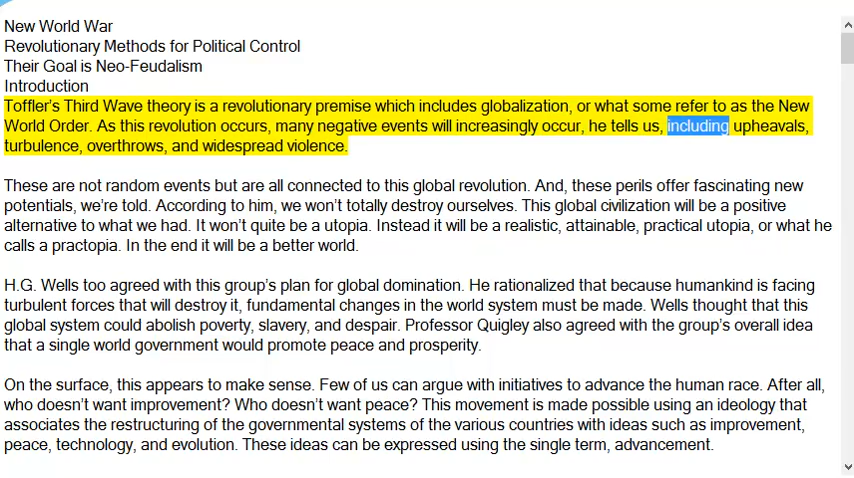 New World War
Revolutionary Methods for Political Control
Their Goal is Neo-Feudalism
Introduction
Toffler's Third Wave theory is a revolutionary premise which includes globalization, or what some refer to as the New
World Order. As this revolution occurs, many negative events will increasingly occur, he tells us, including upheavals,
turbulence, overthrows, and widespread violence.
These are not random events but are all connected to this global revolution. And, these perils offer fascinating new
potentials, we're told. According to him, we won't totally destroy ourselves. This global civilization will be a positive
alternative to what we had. It won't quite be a utopia. Instead it will be a realistic, attainable, practical utopia, or what he
calls a practopia. In the end it will be a better world.
H.G. Wells too agreed with this group's plan for global domination. He rationalized that because humankind is facing
turbulent forces that will destroy it, fundamental changes in the world system must be made. Wells thought that this
global system could abolish poverty, slavery, and despair. Professor Quigley also agreed with the group's overall idea
that a single world government would promote peace and prosperity.
On the surface, this appears to make sense. Few of us can argue with initiatives to advance the human race. After all,
who doesn't want improvement? Who doesn't want peace? This movement is made possible using an ideology that
associates the restructuring of the governmental systems of the various countries with ideas such as improvement,
peace, technology, and evolution. These ideas can be expressed using the single term, advancement.